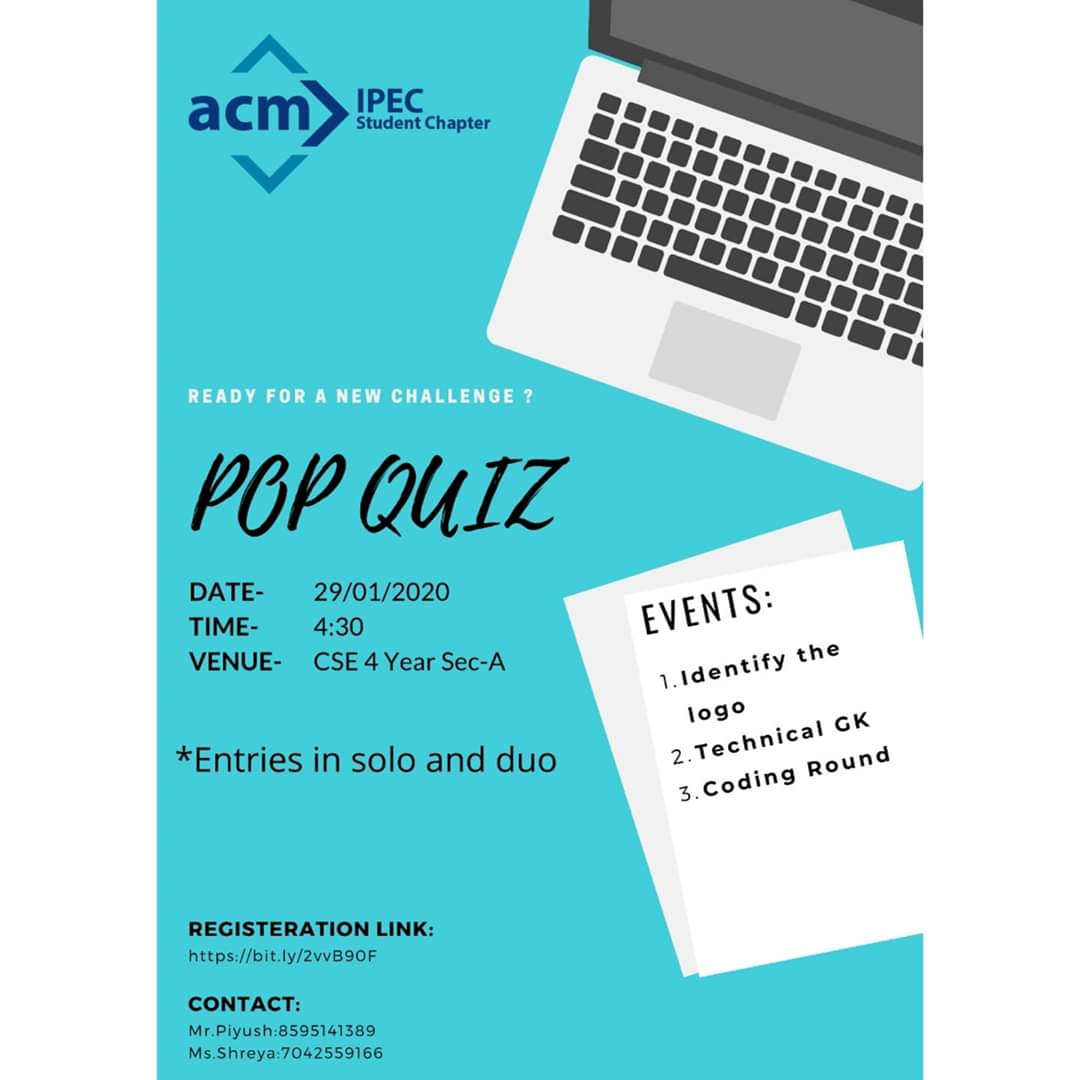 acm IPEC
Student Chapter
READY FOR A NEW CHALLENGE ?
POP QUIZ
DATE- 29/01/2020
TIME- 4:30
VENUE- CSE 4 Year Sec-A
*Entries in solo and duo
EVENTS:
1.Identify the
logo
2.Technical GK
3.Coding Round
REGISTERATION LINK:
https://bit.ly/2vvB90F
CONTACT:
Mr.Piyush:8595141389
Ms.Shreya:7042559166